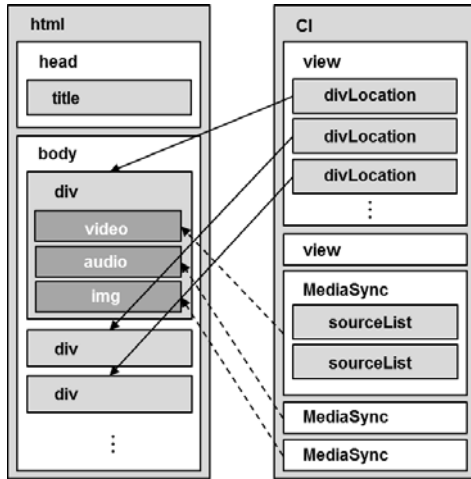 html
head
title
body
div
video
audio
img
div
div
⋮
CI
view
divLocation
divLocation
divLocation
⋮
view
MediaSync
sourceList
sourceList
MediaSync
MediaSync